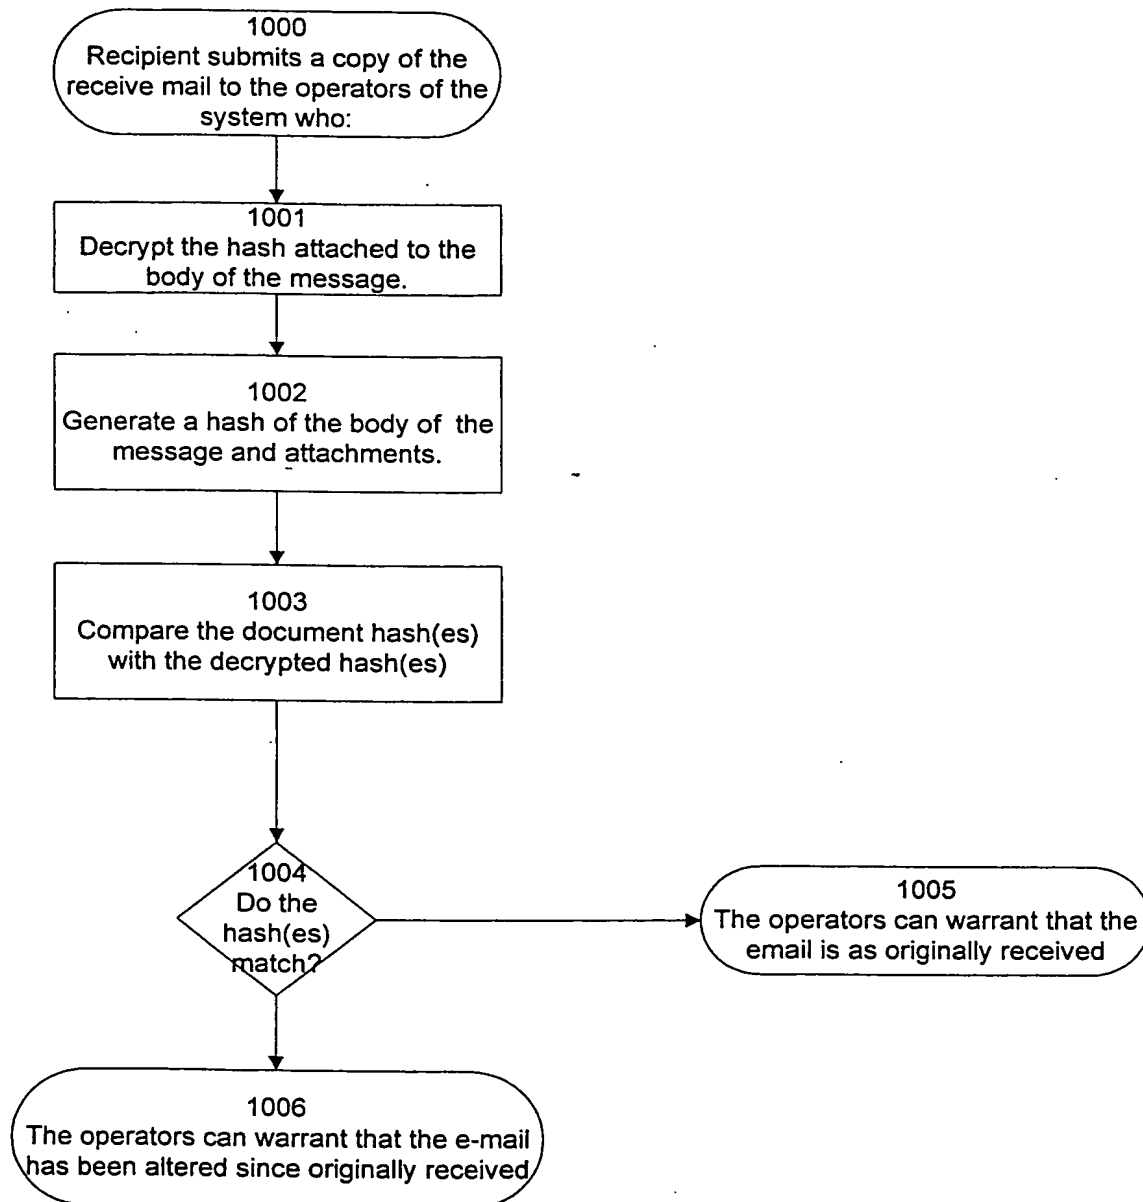 1000
Recipient submits a copy of the
receive mail to the operators of the
system who:
1001
Decrypt the hash attached to the
body of the message.
1002
Generate a hash of the body of the
message and attachments.
1003
Compare the document hash(es)
with the decrypted hash(es)
1004
Do the
hash(es)
match?
1005
The operators can warrant that the
email is as originally received
1006
The operators can warrant that the e-mail
has been altered since originally received